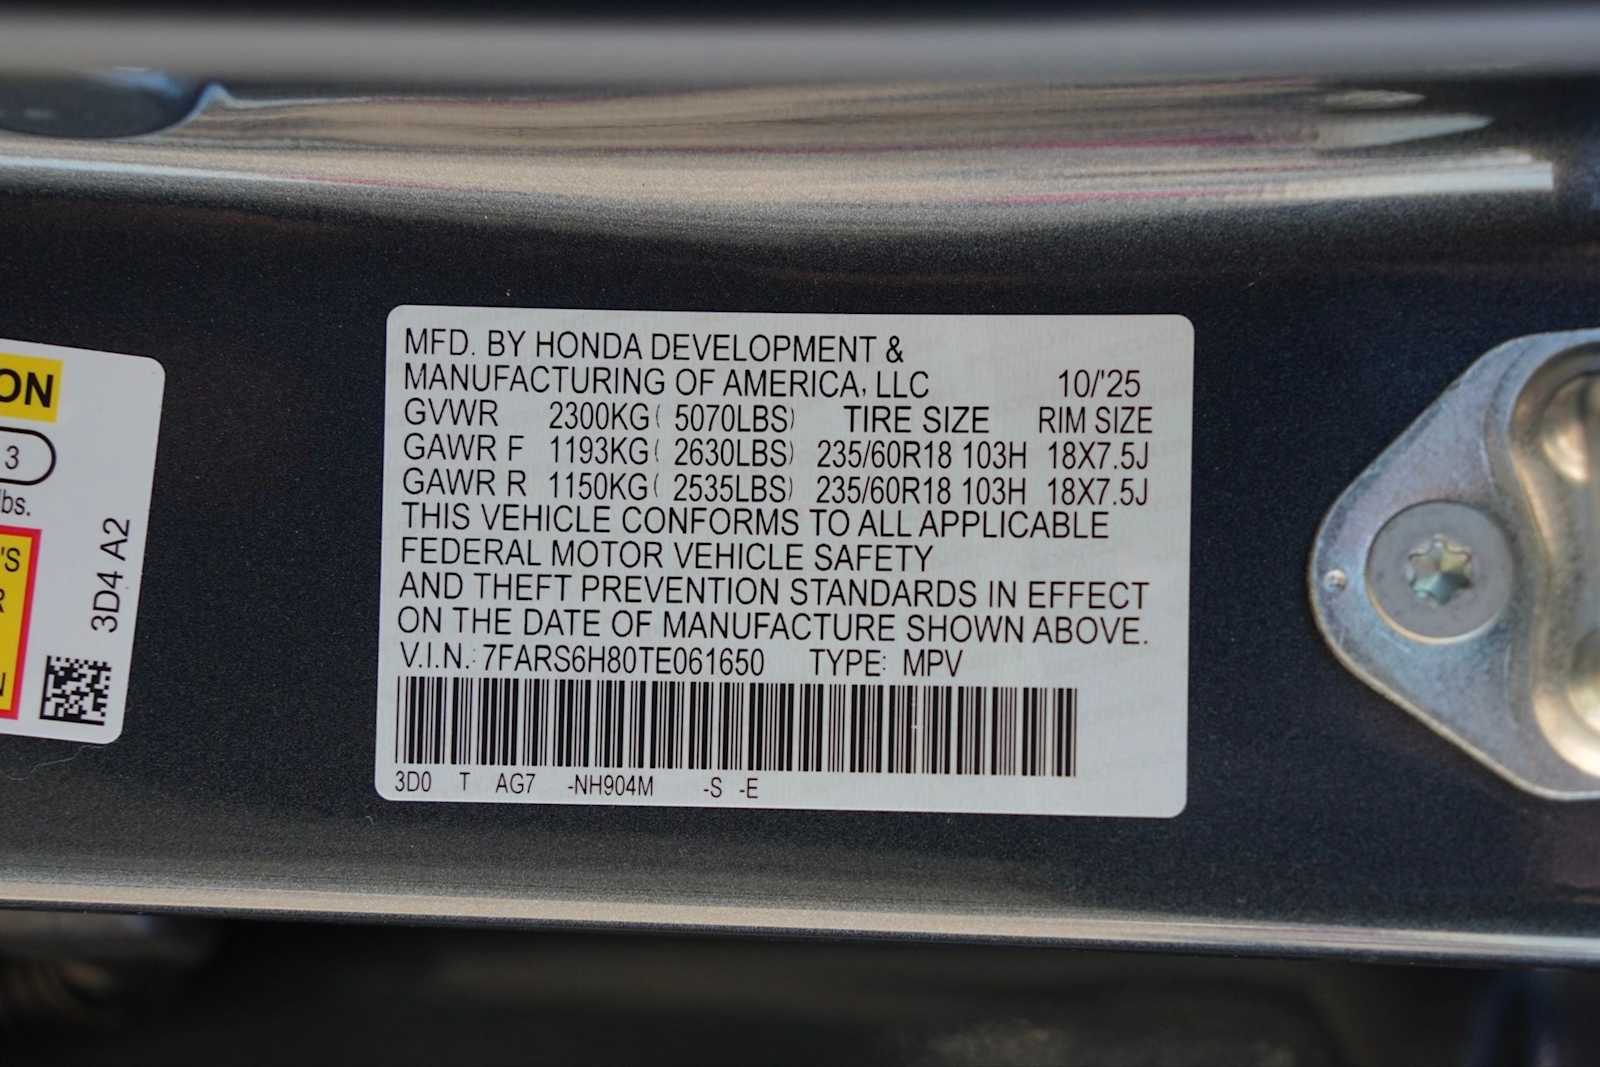 MFD. BY HONDA DEVELOPMENT &
MANUFACTURING OF AMERICA, LLC 10/'25
GVWR 2300KG( 5070LBS) TIRE SIZE RIM SIZE
GAWR F 1193KG( 2630LBS) 235/60R18 103H 18X7.5J
GAWR R 1150KG( 2535LBS) 235/60R18 103H 18X7.5J
THIS VEHICLE CONFORMS TO ALL APPLICABLE
FEDERAL MOTOR VEHICLE SAFETY
AND THEFT PREVENTION STANDARDS IN EFFECT
ON THE DATE OF MANUFACTURE SHOWN ABOVE.
V.I.N.: 7FARS6H80TE061650 TYPE: MPV
3D0 T AG7 -NH904M -S -E
3
lbs.
3D4 A2